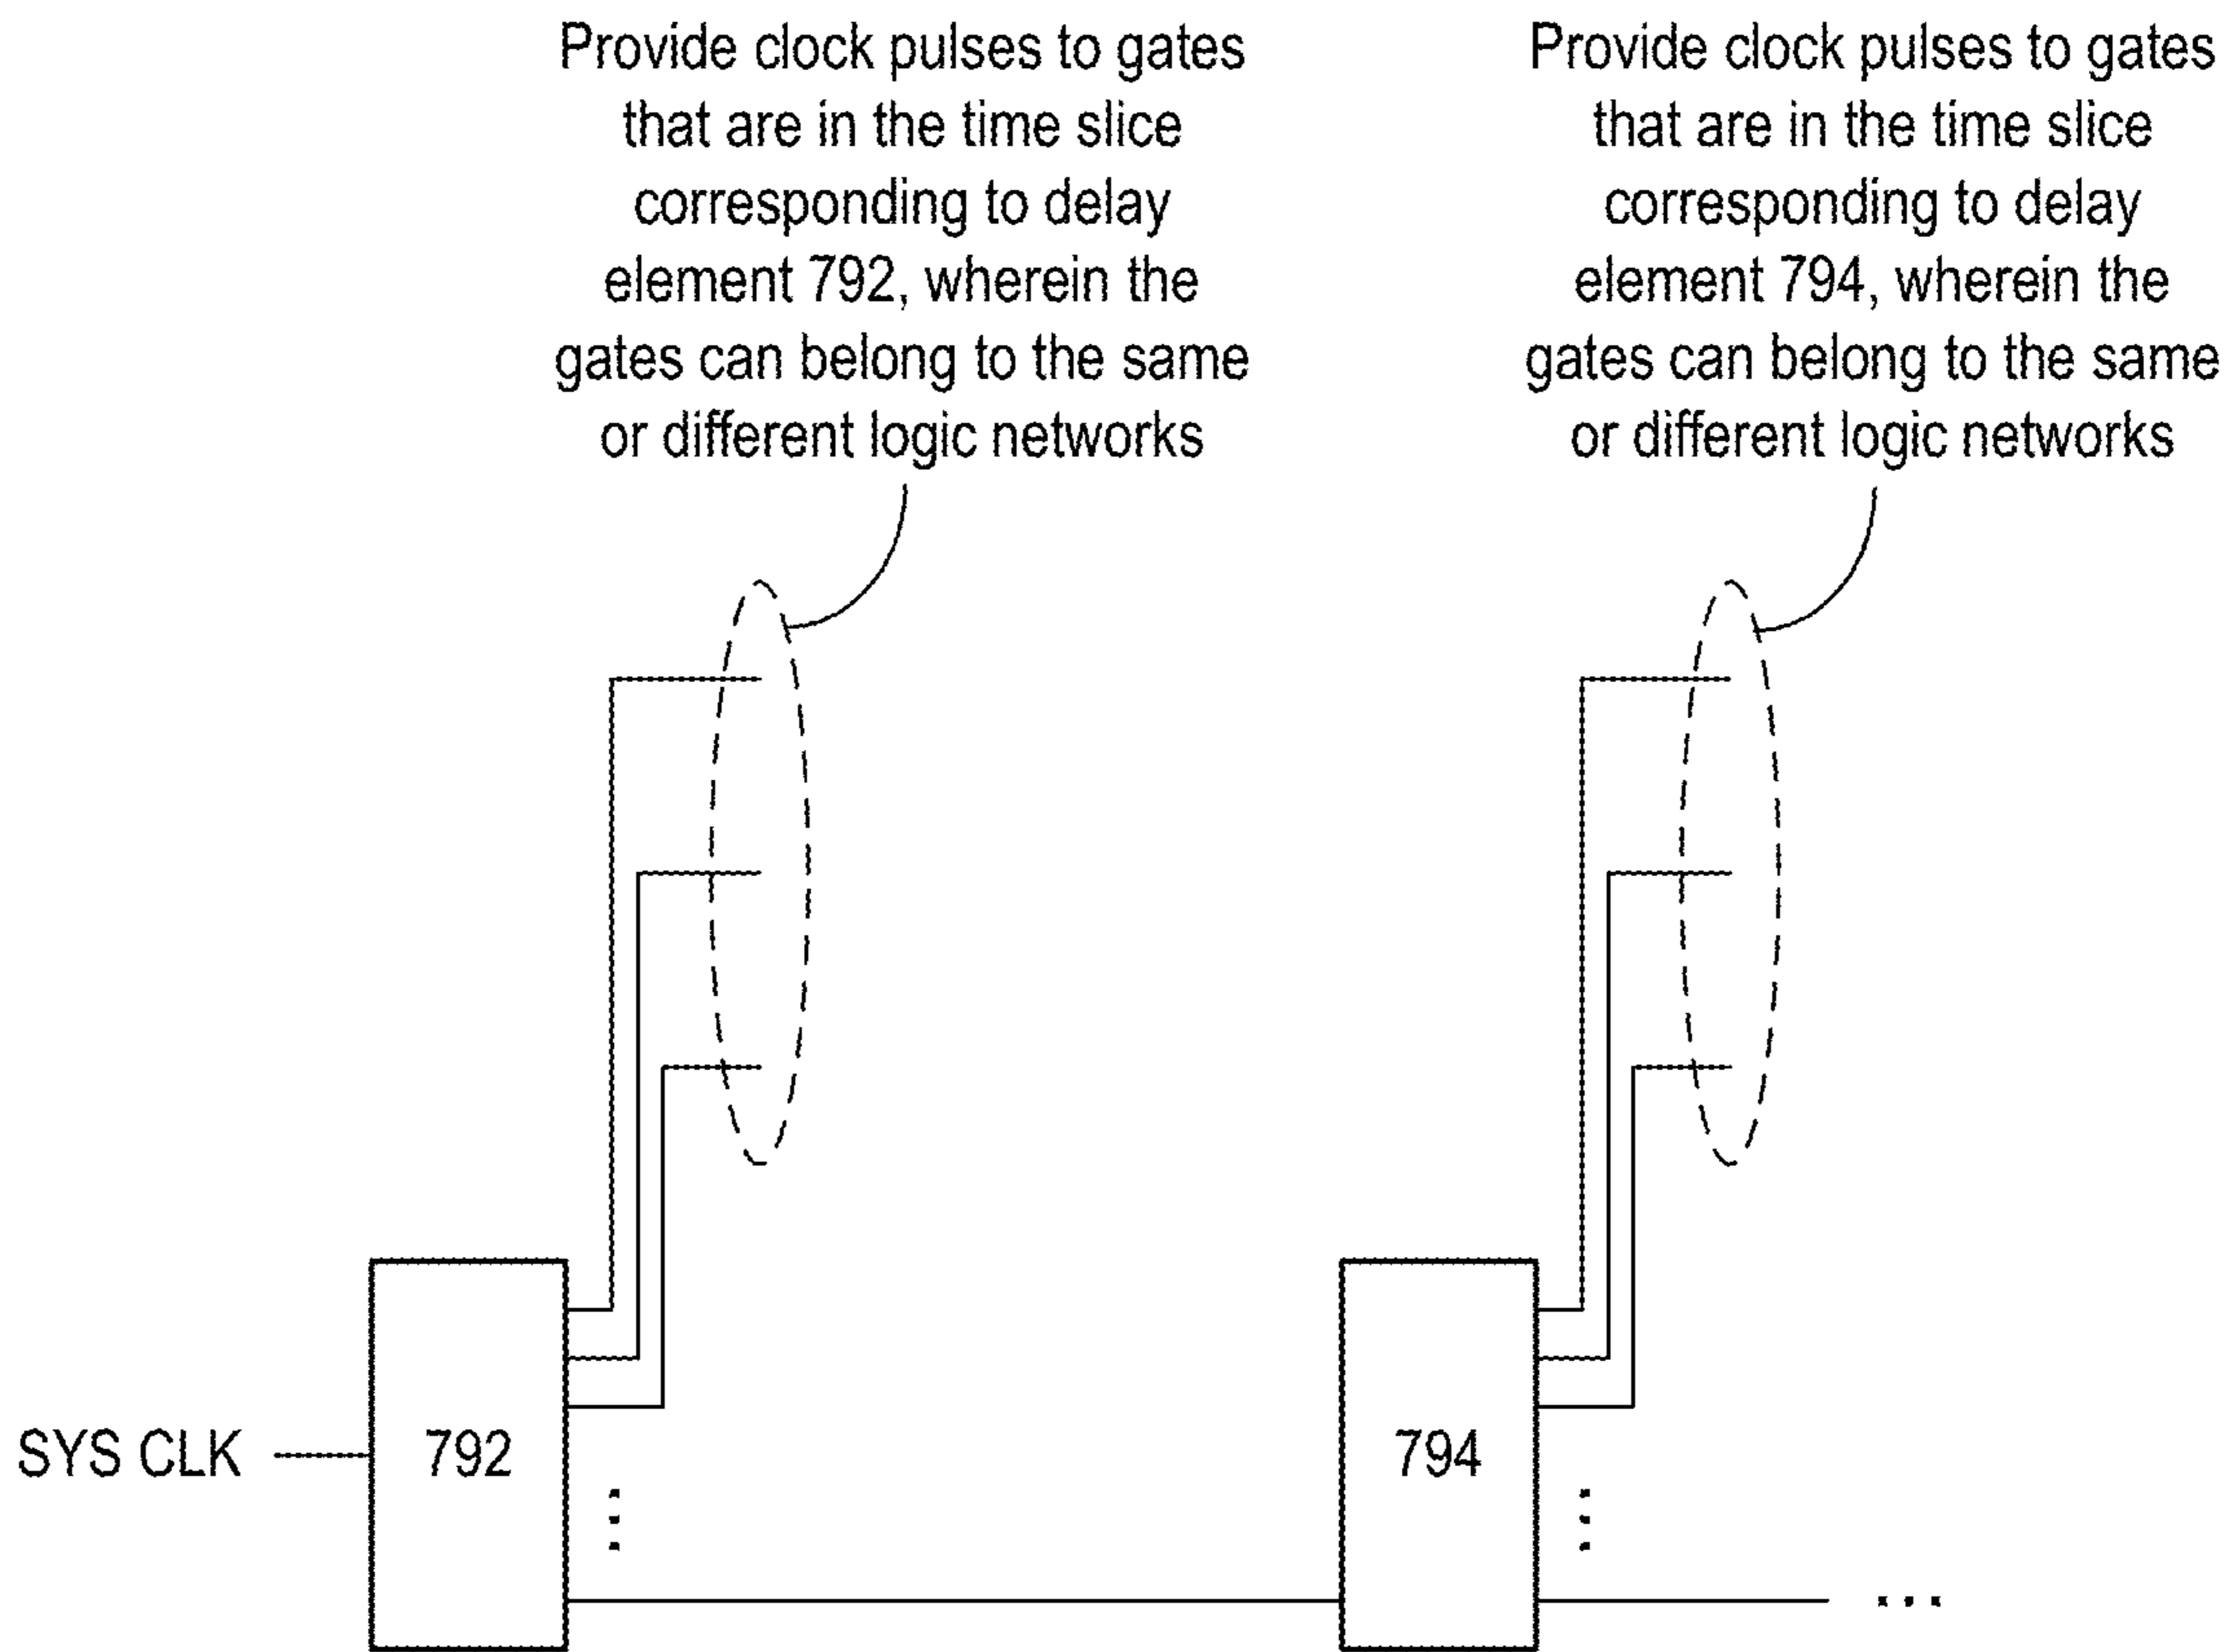 Provide clock pulses to gates
that are in the time slice
corresponding to delay
element 792, wherein the
gates can belong to the same
or different logic networks
Provide clock pulses to gates
that are in the time slice
corresponding to delay
element 794, wherein the
gates can belong to the same
or different logic networks
SYS CLK
792
794